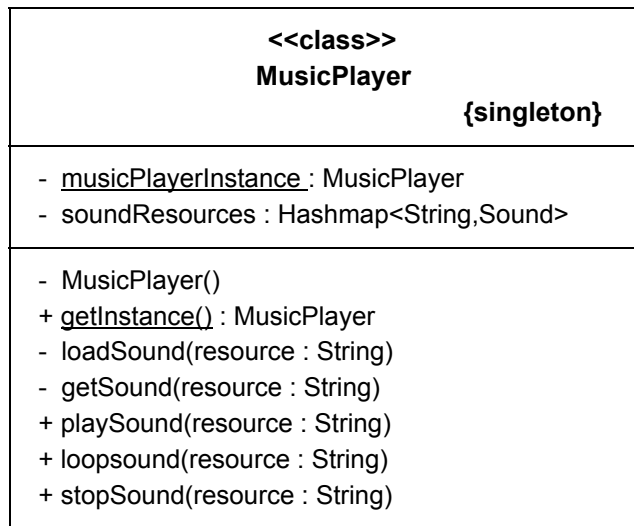 <<class>>
MusicPlayer
{singleton}
- musicPlayerInstance : MusicPlayer
- soundResources : Hashmap<String,Sound>
- MusicPlayer()
+ getInstance() : MusicPlayer
- loadSound(resource : String)
- getSound(resource : String)
+ playSound(resource : String)
+ loopsound(resource : String)
+ stopSound(resource : String)